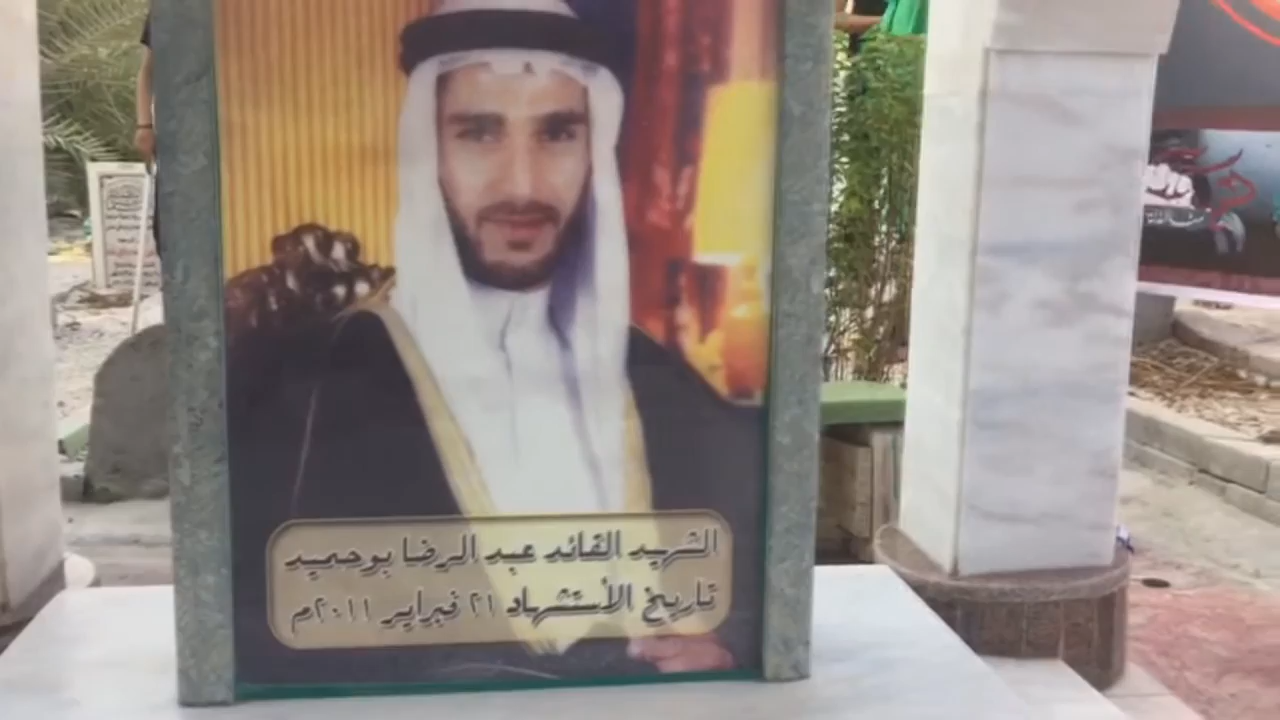 الشهيد القائد عبد الرضا بوحميد
تاريخ الأستشهاد ٢١ فبراير ٢٠١١م